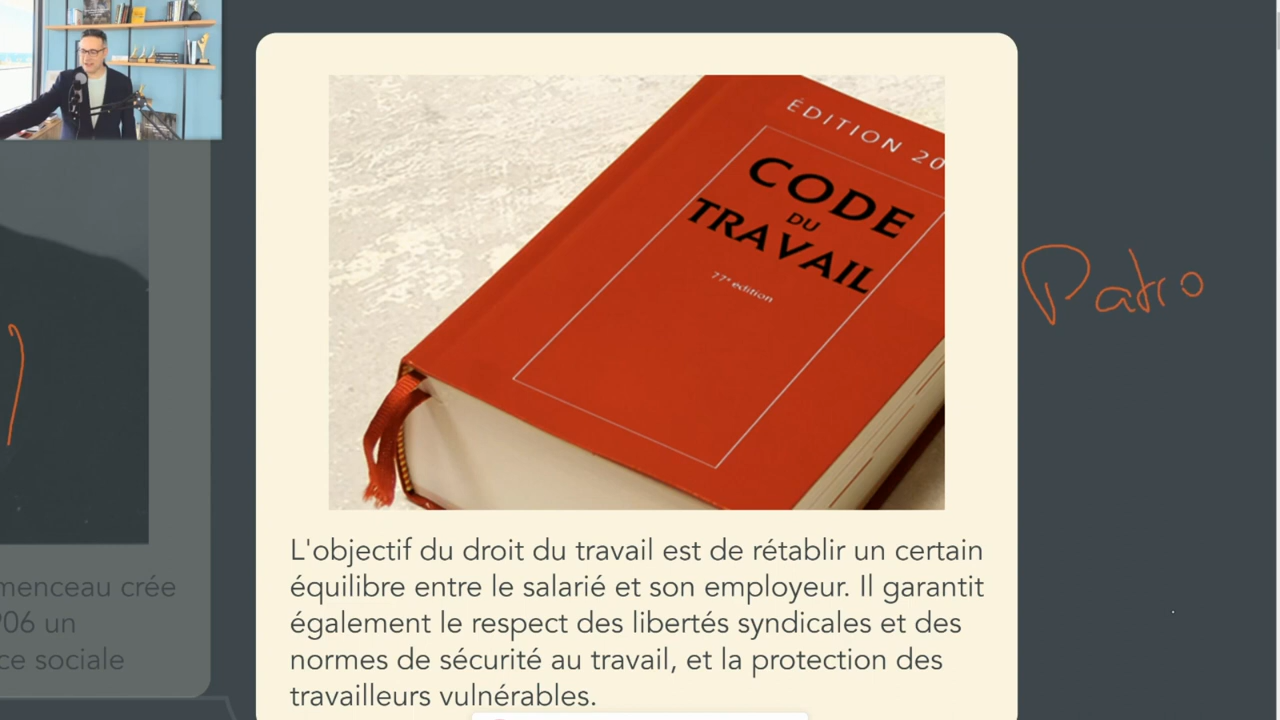 ÉDITION 20
CODE
DU
TRAVAIL
77e édition
Patro
L'objectif du droit du travail est de rétablir un certain
équilibre entre le salarié et son employeur. Il garantit
également le respect des libertés syndicales et des
normes de sécurité au travail, et la protection des
travailleurs vulnérables.
menceau crée
906 un
ce sociale